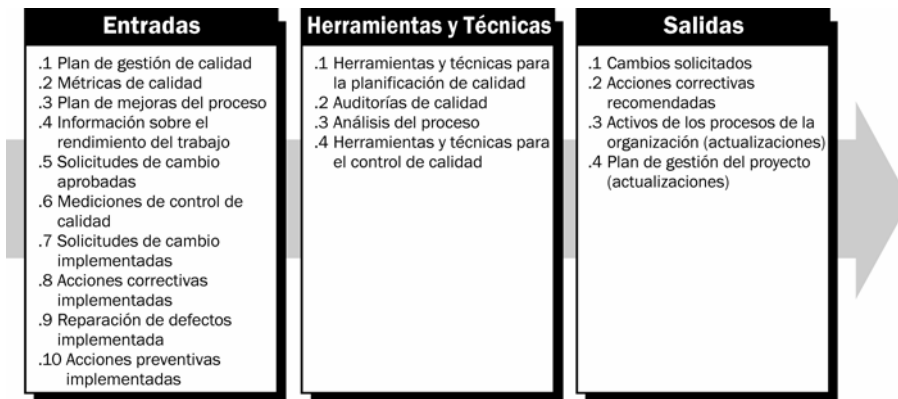 Entradas
.1 Plan de gestión de calidad
.2 Métricas de calidad
.3 Plan de mejoras del proceso
.4 Información sobre el
rendimiento del trabajo
.5 Solicitudes de cambio
aprobadas
.6 Mediciones de control de
calidad
.7 Solicitudes de cambio
implementadas
.8 Acciones correctivas
implementadas
.9 Reparación de defectos
implementada
.10 Acciones preventivas
implementadas
Herramientas y Técnicas
.1 Herramientas y técnicas para
la planificación de calidad
.2 Auditorías de calidad
.3 Análisis del proceso
.4 Herramientas y técnicas para
el control de calidad
Salidas
.1 Cambios solicitados
.2 Acciones correctivas
recomendadas
.3 Activos de los procesos de la
organización (actualizaciones)
.4 Plan de gestión del proyecto
(actualizaciones)